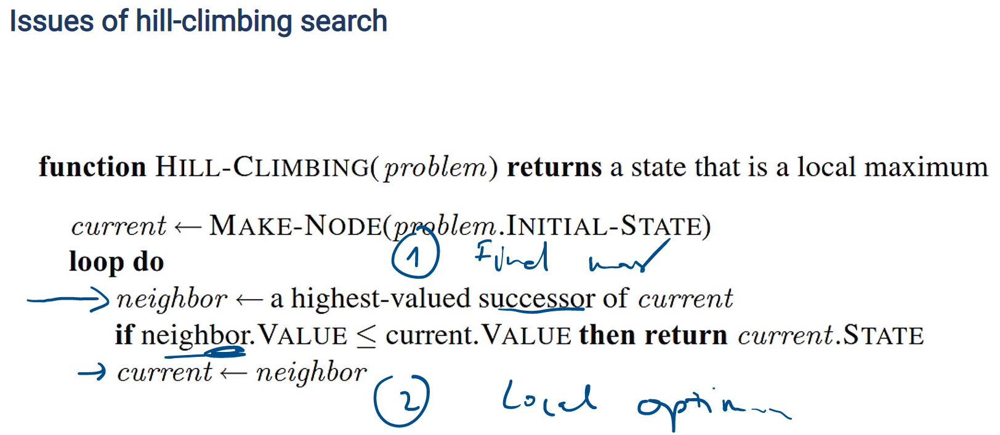 Issues of hill-climbing search
function HILL-CLIMBING(problem) returns a state that is a local maximum
current ← MAKE-NODE(problem.INITIAL-STATE)
loop do
1 Find max
→ neighbor ← a highest-valued successor of current
if neighbor.VALUE ≤ current.VALUE then return current.STATE
→ current ← neighbor
2 Local